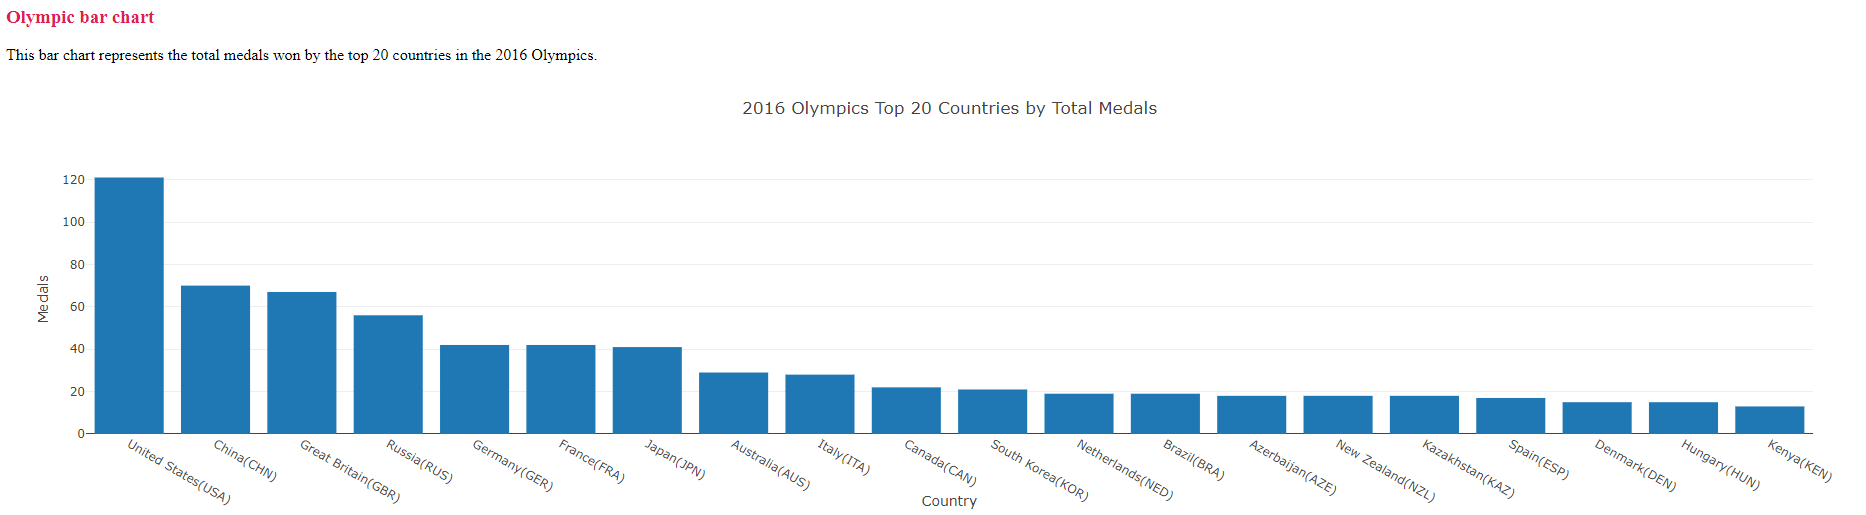 Olympic bar chart
This bar chart represents the total medals won by the top 20 countries in the 2016 Olympics.
2016 Olympics Top 20 Countries by Total Medals
Medals
120
100
80
60
40
20
0
United States(USA)
China(CHN)
Great Britain(GBR)
Russia(RUS)
Germany(GER)
France(FRA)
Japan(JPN)
Australia(AUS)
Italy(ITA)
Canada(CAN)
South Korea(KOR)
Netherlands(NED)
Brazil(BRA)
Azerbaijan(AZE)
New Zealand(NZL)
Kazakhstan(KAZ)
Spain(ESP)
Denmark(DEN)
Hungary(HUN)
Kenya(KEN)
Country